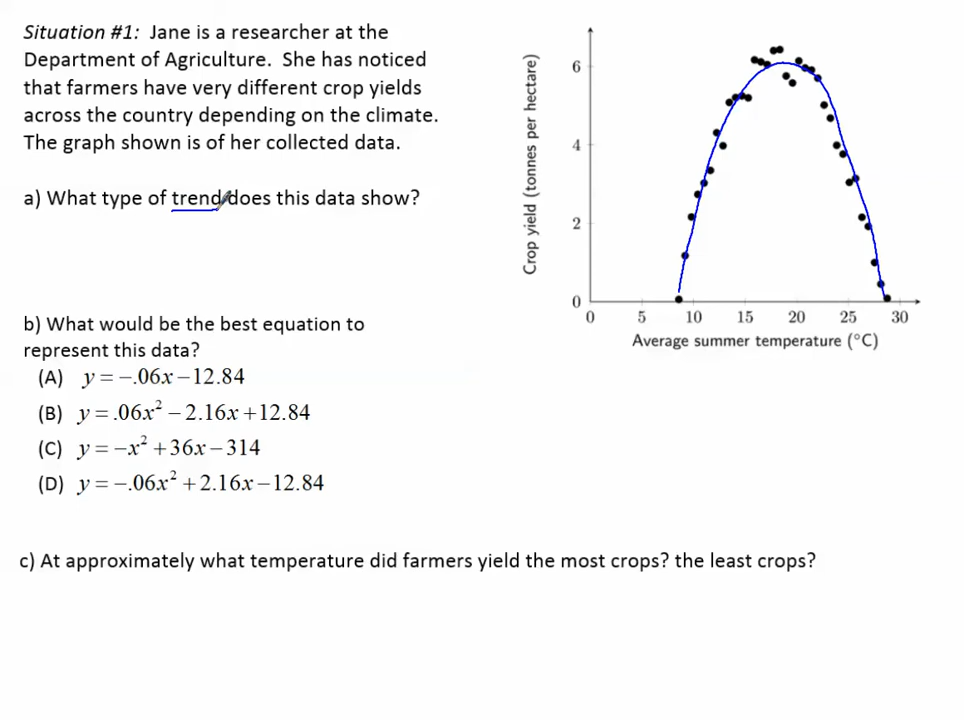 Situation #1: Jane is a researcher at the
Department of Agriculture. She has noticed
that farmers have very different crop yields
across the country depending on the climate.
The graph shown is of her collected data.
a) What type of trend does this data show?
b) What would be the best equation to
represent this data?
(A) y = −.06x − 12.84
(B) y = .06x² − 2.16x + 12.84
(C) y = −x² + 36x − 314
(D) y = −.06x² + 2.16x − 12.84
c) At approximately what temperature did farmers yield the most crops? the least crops?
Crop yield (tonnes per hectare)
6
4
2
0
0 5 10 15 20 25 30
Average summer temperature (°C)